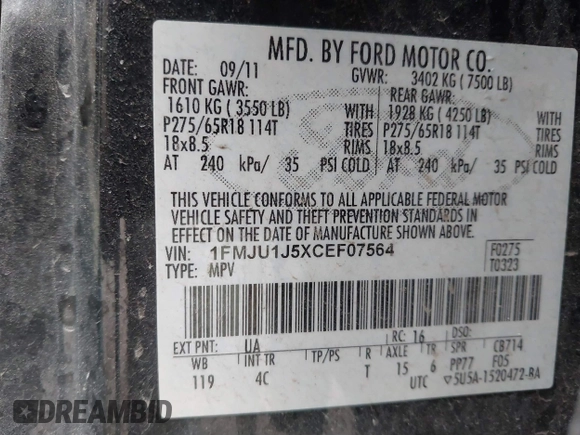 MFD. BY FORD MOTOR CO.
DATE: 09/11 GVWR: 3402 KG ( 7500 LB)
FRONT GAWR: REAR GAWR:
1610 KG ( 3550 LB) WITH 1928 KG ( 4250 LB) WITH
P275/65R18 114T TIRES P275/65R18 114T TIRES
18x8.5 RIMS 18x8.5 RIMS
AT 240 kPa/ 35 PSI COLD AT 240 kPa/ 35 PSI COLD
THIS VEHICLE CONFORMS TO ALL APPLICABLE FEDERAL MOTOR
VEHICLE SAFETY AND THEFT PREVENTION STANDARDS IN
EFFECT ON THE DATE OF MANUFACTURE SHOWN ABOVE.
VIN: 1FMJU1J5XCEF07564 F0275
TYPE: MPV T0323
EXT PNT: UA RC: 16 DSO:
WB INT TR TP/PS R AXLE TR SPR CB714
119 4C T 15 6 PP77 F05
UTC ▽5U5A-1520472-BA
DREAMBID